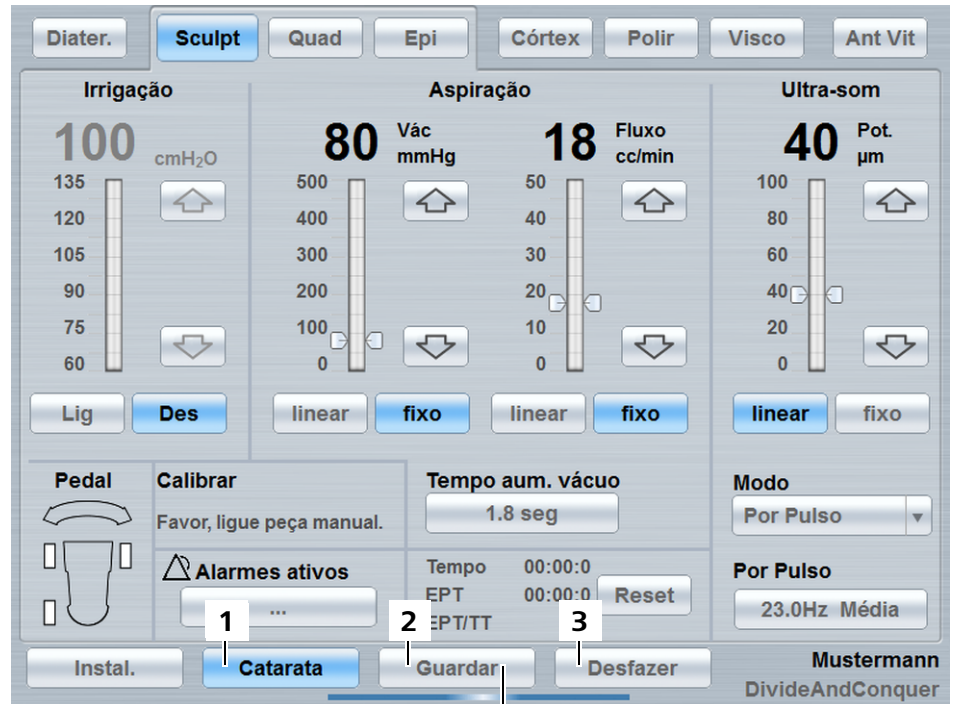 Diater. Sculpt Quad Epi Córtex Polir Visco Ant Vit
Irrigação Aspiração Ultra-som
100 cmH₂O 80 Vác mmHg 18 Fluxo cc/min 40 Pot. µm
135 500 50 100
120 400 40 80
105 300 30 60
90 200 20 40
75 100 10 20
60 0 0 0
Lig Des linear fixo linear fixo linear fixo
Pedal
Calibrar
Favor, ligue peça manual.
Alarmes ativos
...
Tempo aum. vácuo
1.8 seg
Tempo 00:00:0
EPT 00:00:0
EPT/TT
Reset
Modo
Por Pulso
Por Pulso
23.0Hz Média
1 2 3
Instal. Catarata Guardar Desfazer
Mustermann
DivideAndConquer